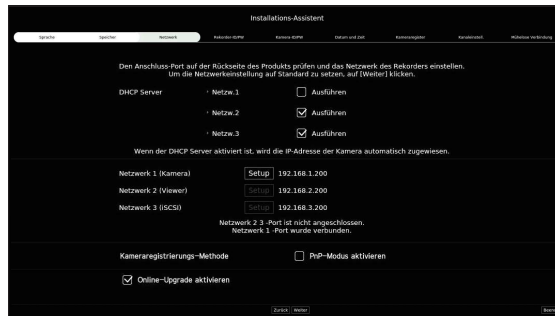 Installations-Assistent
Sprache Speicher Netzwerk Rekorder-ID/PW Kamera-ID/PW Datum und Zeit Kameraregister Kanaleinstell. Mühelose Verbindung
Den Anschluss-Port auf der Rückseite des Produkts prüfen und das Netzwerk des Rekorders einstellen.
Um die Netzwerkeinstellung auf Standard zu setzen, auf [Weiter] klicken.
DHCP Server Netzw.1 Ausführen
Netzw.2 Ausführen
Netzw.3 Ausführen
Wenn der DHCP Server aktiviert ist, wird die IP-Adresse der Kamera automatisch zugewiesen.
Netzwerk 1 (Kamera) Setup 192.168.1.200
Netzwerk 2 (Viewer) Setup 192.168.2.200
Netzwerk 3 (iSCSI) Setup 192.168.3.200
Netzwerk 2 3 -Port ist nicht angeschlossen.
Netzwerk 1 -Port wurde verbunden.
Kameraregistrierungs-Methode PnP-Modus aktivieren
Online-Upgrade aktivieren
Zurück Weiter